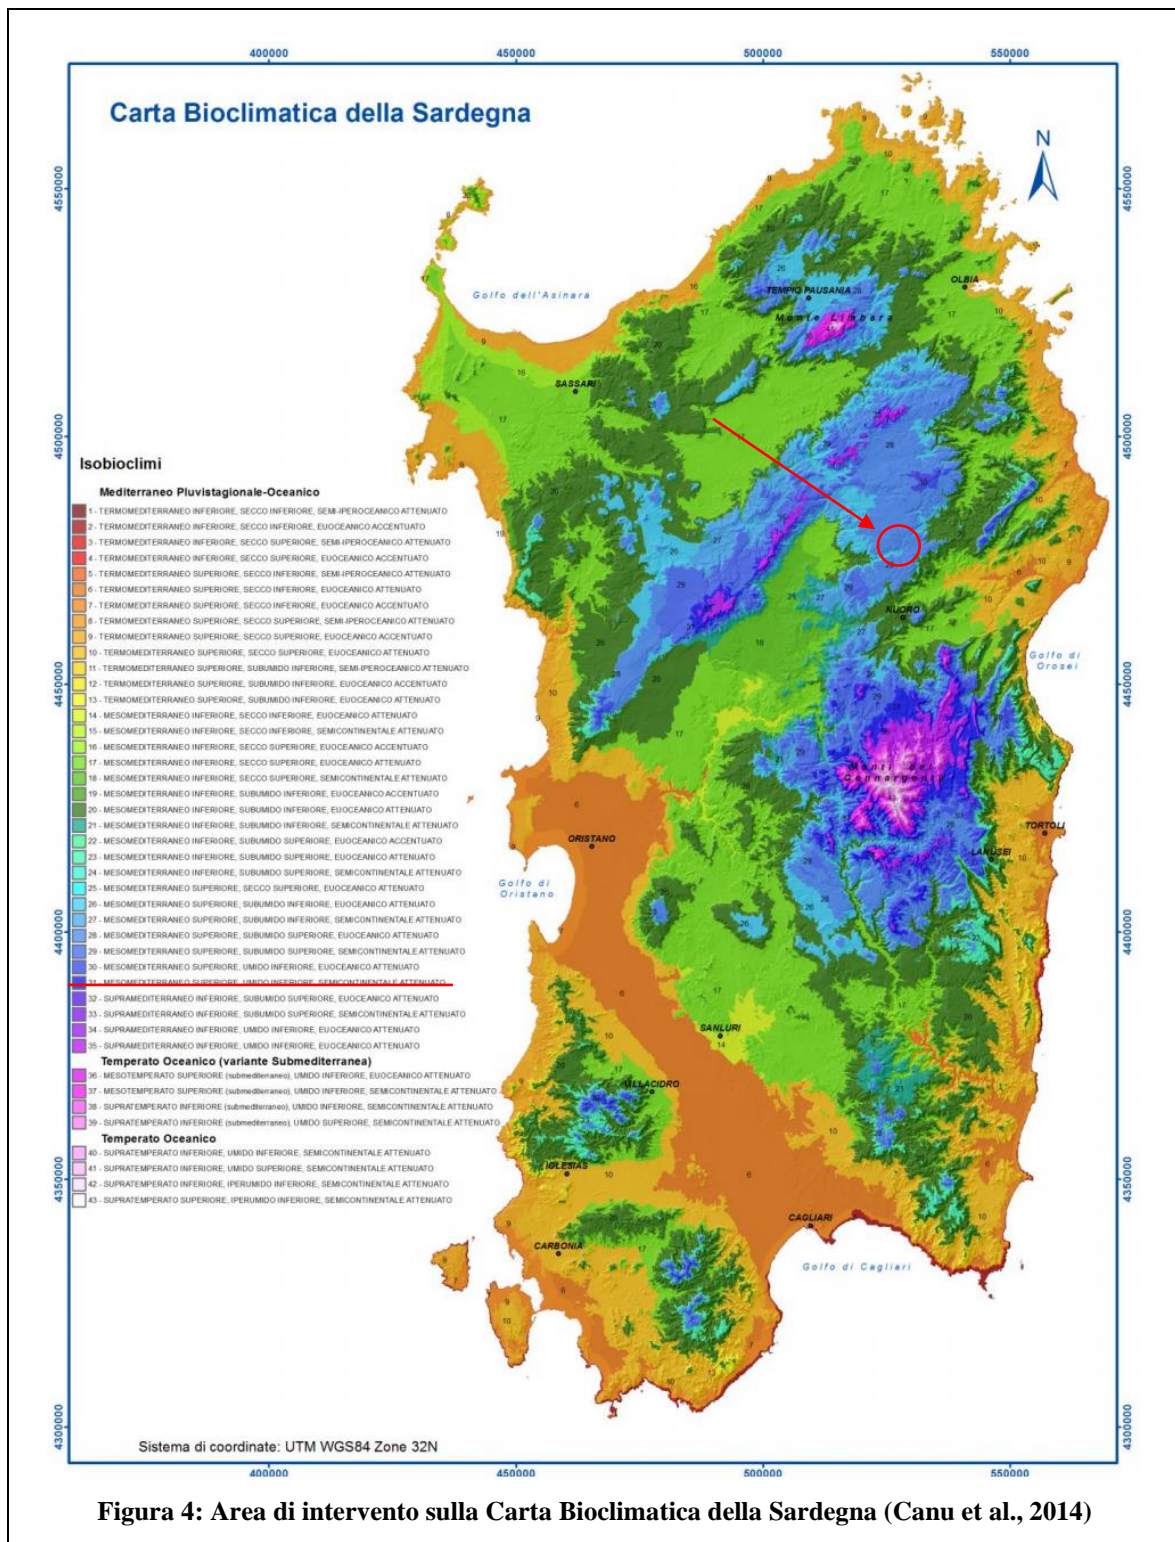 400000 450000 500000 550000
Carta Bioclimatica della Sardegna
N
4550000 4550000
Golfo dell'Asinara
TEMPIO PAUSANIA
OLBIA
Monte Limbara
SASSARI
4500000 4500000
Isobioclimi
Mediterraneo Pluvistagionale-Oceanico
1 - TERMOMEDITERRANEO INFERIORE, SECCO INFERIORE, SEMI-IPEROCEANICO ATTENUATO
2 - TERMOMEDITERRANEO INFERIORE, SECCO INFERIORE, EUOCEANICO ACCENTUATO
3 - TERMOMEDITERRANEO INFERIORE, SECCO SUPERIORE, SEMI-IPEROCEANICO ATTENUATO
4 - TERMOMEDITERRANEO INFERIORE, SECCO SUPERIORE, EUOCEANICO ACCENTUATO
5 - TERMOMEDITERRANEO SUPERIORE, SECCO INFERIORE, SEMI-IPEROCEANICO ATTENUATO
6 - TERMOMEDITERRANEO SUPERIORE, SECCO INFERIORE, EUOCEANICO ATTENUATO
7 - TERMOMEDITERRANEO SUPERIORE, SECCO INFERIORE, EUOCEANICO ACCENTUATO
8 - TERMOMEDITERRANEO SUPERIORE, SECCO SUPERIORE, SEMI-IPEROCEANICO ATTENUATO
9 - TERMOMEDITERRANEO SUPERIORE, SECCO SUPERIORE, EUOCEANICO ACCENTUATO
10 - TERMOMEDITERRANEO SUPERIORE, SECCO SUPERIORE, EUOCEANICO ATTENUATO
11 - TERMOMEDITERRANEO SUPERIORE, SUBUMIDO INFERIORE, SEMI-IPEROCEANICO ATTENUATO
12 - TERMOMEDITERRANEO SUPERIORE, SUBUMIDO INFERIORE, EUOCEANICO ACCENTUATO
13 - TERMOMEDITERRANEO SUPERIORE, SUBUMIDO INFERIORE, EUOCEANICO ATTENUATO
14 - MESOMEDITERRANEO INFERIORE, SECCO INFERIORE, EUOCEANICO ATTENUATO
15 - MESOMEDITERRANEO INFERIORE, SECCO INFERIORE, SEMICONTINENTALE ATTENUATO
16 - MESOMEDITERRANEO INFERIORE, SECCO SUPERIORE, EUOCEANICO ACCENTUATO
17 - MESOMEDITERRANEO INFERIORE, SECCO SUPERIORE, EUOCEANICO ATTENUATO
18 - MESOMEDITERRANEO INFERIORE, SECCO SUPERIORE, SEMICONTINENTALE ATTENUATO
19 - MESOMEDITERRANEO INFERIORE, SUBUMIDO INFERIORE, EUOCEANICO ACCENTUATO
20 - MESOMEDITERRANEO INFERIORE, SUBUMIDO INFERIORE, EUOCEANICO ATTENUATO
21 - MESOMEDITERRANEO INFERIORE, SUBUMIDO INFERIORE, SEMICONTINENTALE ATTENUATO
22 - MESOMEDITERRANEO INFERIORE, SUBUMIDO SUPERIORE, EUOCEANICO ACCENTUATO
23 - MESOMEDITERRANEO INFERIORE, SUBUMIDO SUPERIORE, EUOCEANICO ATTENUATO
24 - MESOMEDITERRANEO INFERIORE, SUBUMIDO SUPERIORE, SEMICONTINENTALE ATTENUATO
25 - MESOMEDITERRANEO SUPERIORE, SECCO SUPERIORE, EUOCEANICO ATTENUATO
26 - MESOMEDITERRANEO SUPERIORE, SUBUMIDO INFERIORE, EUOCEANICO ATTENUATO
27 - MESOMEDITERRANEO SUPERIORE, SUBUMIDO INFERIORE, SEMICONTINENTALE ATTENUATO
28 - MESOMEDITERRANEO SUPERIORE, SUBUMIDO SUPERIORE, EUOCEANICO ATTENUATO
29 - MESOMEDITERRANEO SUPERIORE, SUBUMIDO SUPERIORE, SEMICONTINENTALE ATTENUATO
30 - MESOMEDITERRANEO SUPERIORE, UMIDO INFERIORE, EUOCEANICO ATTENUATO
31 - MESOMEDITERRANEO SUPERIORE, UMIDO INFERIORE, SEMICONTINENTALE ATTENUATO
32 - SUPRAMEDITERRANEO INFERIORE, SUBUMIDO SUPERIORE, EUOCEANICO ATTENUATO
33 - SUPRAMEDITERRANEO INFERIORE, SUBUMIDO SUPERIORE, SEMICONTINENTALE ATTENUATO
34 - SUPRAMEDITERRANEO INFERIORE, UMIDO INFERIORE, EUOCEANICO ATTENUATO
35 - SUPRAMEDITERRANEO INFERIORE, UMIDO INFERIORE, EUOCEANICO ATTENUATO
Temperato Oceanico (variante Submediterranea)
36 - MESOTEMPERATO SUPERIORE (submediterraneo), UMIDO INFERIORE, EUOCEANICO ATTENUATO
37 - MESOTEMPERATO SUPERIORE (submediterraneo), UMIDO INFERIORE, SEMICONTINENTALE ATTENUATO
38 - SUPRATEMPERATO INFERIORE (submediterraneo), UMIDO INFERIORE, SEMICONTINENTALE ATTENUATO
39 - SUPRATEMPERATO INFERIORE (submediterraneo), UMIDO SUPERIORE, SEMICONTINENTALE ATTENUATO
Temperato Oceanico
40 - SUPRATEMPERATO INFERIORE, UMIDO INFERIORE, SEMICONTINENTALE ATTENUATO
41 - SUPRATEMPERATO INFERIORE, UMIDO SUPERIORE, SEMICONTINENTALE ATTENUATO
42 - SUPRATEMPERATO INFERIORE, IPERUMIDO INFERIORE, SEMICONTINENTALE ATTENUATO
43 - SUPRATEMPERATO SUPERIORE, IPERUMIDO INFERIORE, SEMICONTINENTALE ATTENUATO
NUORO
Golfo di
Orosei
4450000 4450000
Monti del
Gennargentu
TORTOLI
ORISTANO
LANUSEI
Golfo di
Oristano
4400000 4400000
SANLURI
VILLACIDRO
IGLESIAS
4350000 4350000
CAGLIARI
CARBONIA
Golfo di Cagliari
4300000 4300000
Sistema di coordinate: UTM WGS84 Zone 32N
400000 450000 500000 550000
Figura 4: Area di intervento sulla Carta Bioclimatica della Sardegna (Canu et al., 2014)